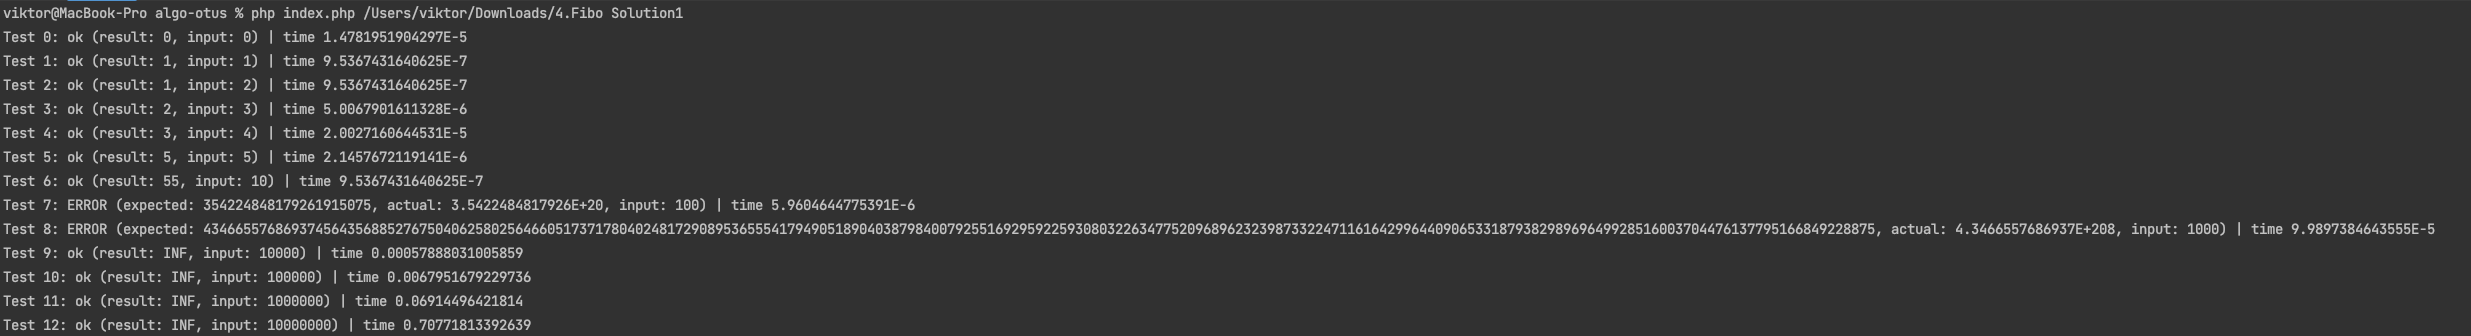 viktor@MacBook-Pro algo-otus % php index.php /Users/viktor/Downloads/4.Fibo Solution1
Test 0: ok (result: 0, input: 0) | time 1.4781951904297E-5
Test 1: ok (result: 1, input: 1) | time 9.5367431640625E-7
Test 2: ok (result: 1, input: 2) | time 9.5367431640625E-7
Test 3: ok (result: 2, input: 3) | time 5.0067901611328E-6
Test 4: ok (result: 3, input: 4) | time 2.0027160644531E-5
Test 5: ok (result: 5, input: 5) | time 2.1457672119141E-6
Test 6: ok (result: 55, input: 10) | time 9.5367431640625E-7
Test 7: ERROR (expected: 354224848179261915075, actual: 3.5422484817926E+20, input: 100) | time 5.9604644775391E-6
Test 8: ERROR (expected: 43466557686937456435688527675040625802564660517371780402481729089536555417949051890403879840079255169295922593080322634775209689623239873322471161642996440906533187938298969649928516003704476137795166849228875, actual: 4.3466557686937E+208, input: 1000) | time 9.9897384643555E-5
Test 9: ok (result: INF, input: 10000) | time 0.00057888031005859
Test 10: ok (result: INF, input: 100000) | time 0.0067951679229736
Test 11: ok (result: INF, input: 1000000) | time 0.06914496421814
Test 12: ok (result: INF, input: 10000000) | time 0.70771813392639